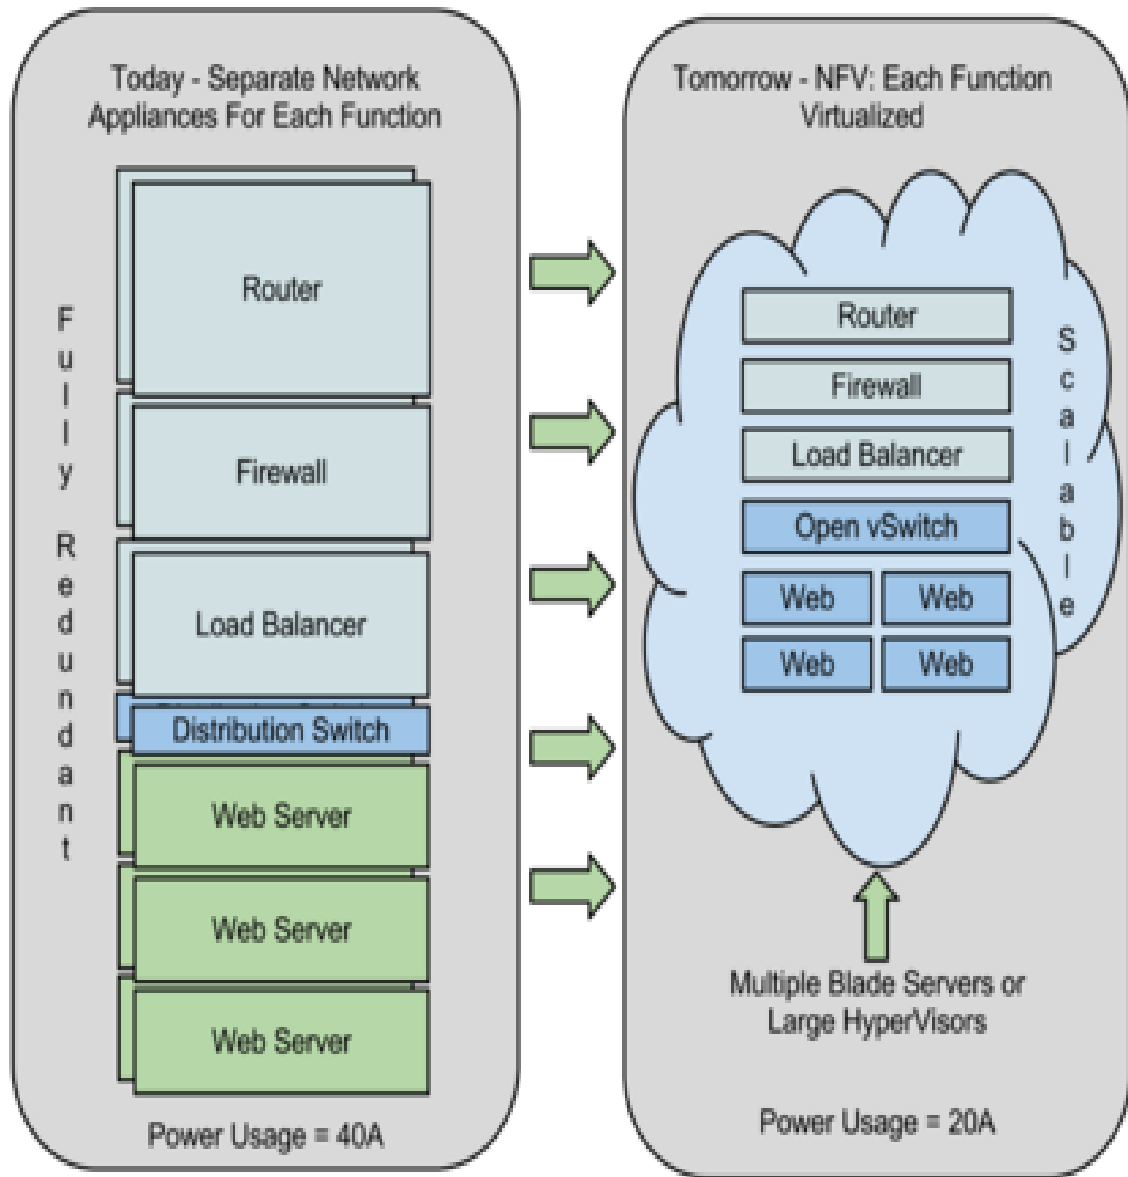 Today - Separate Network
Appliances For Each Function
Fully Redundant
Router
Firewall
Load Balancer
Distribution Switch
Web Server
Web Server
Web Server
Power Usage = 40A
Tomorrow - NFV: Each Function
Virtualized
Router
Firewall
Load Balancer
Open vSwitch
Web Web
Web Web
Scalable
Multiple Blade Servers or
Large HyperVisors
Power Usage = 20A